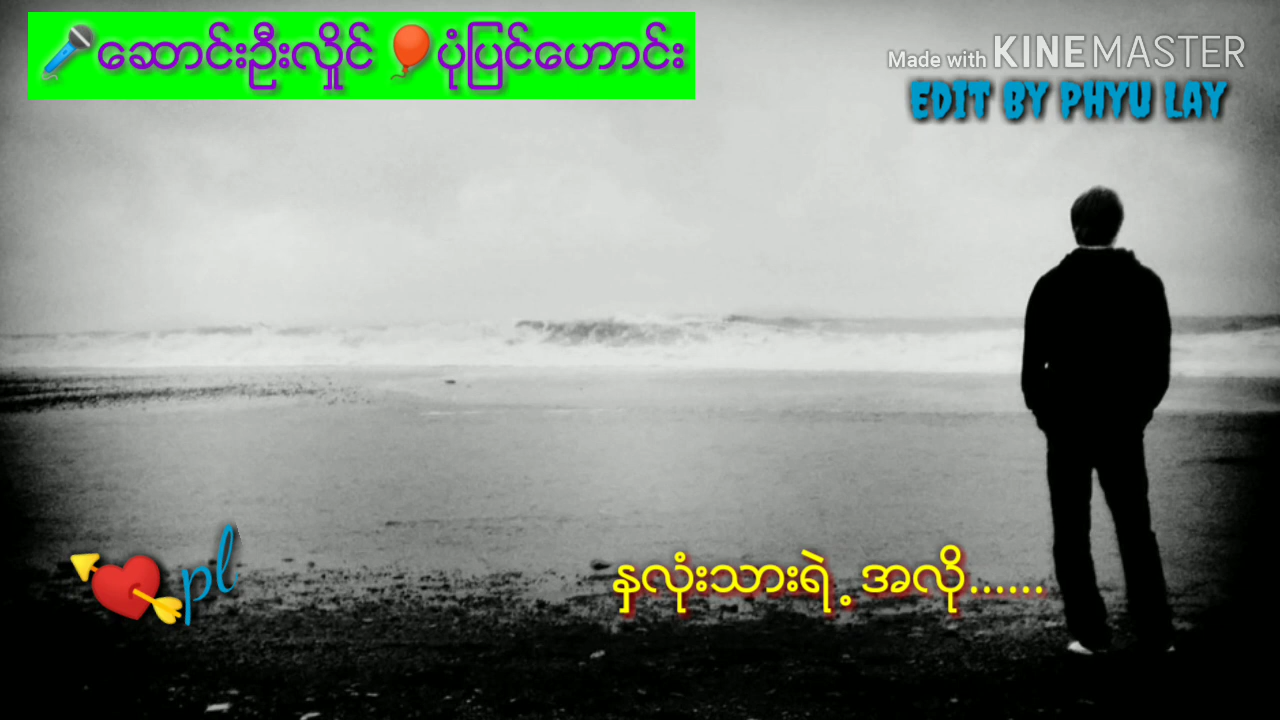 🎤ဆောင်းဦးလှိုင် 🎈ပုံပြင်ဟောင်း
Made with KINEMASTER
EDIT BY PHYU LAY
💘pl
နှလုံးသားရဲ့ အလို......